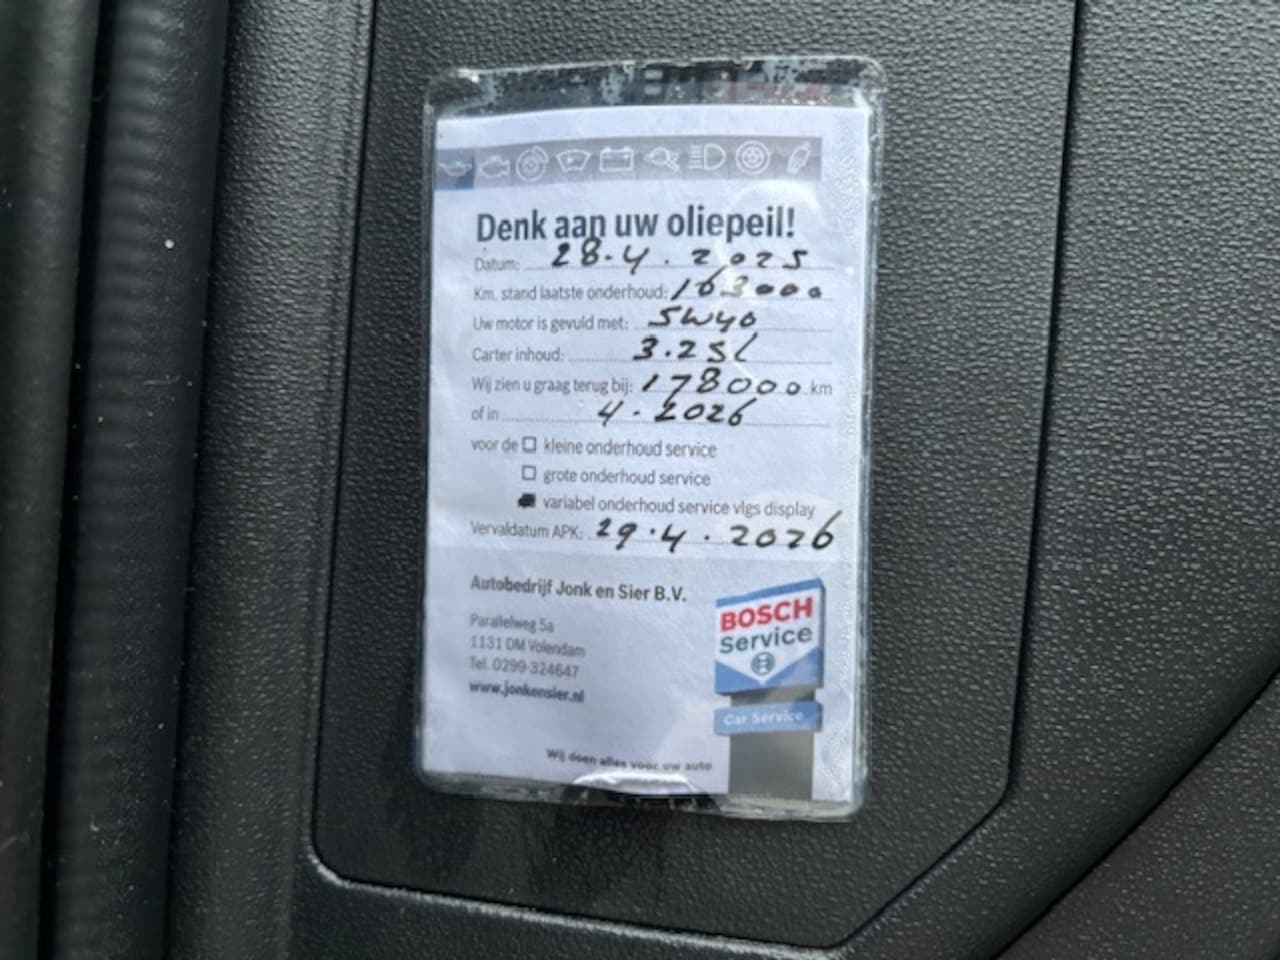 Denk aan uw oliepeil!
Datum: 28.4.2025
Km. stand laatste onderhoud: 163000
Uw motor is gevuld met: 5W40
Carter inhoud: 3.25L
Wij zien u graag terug bij: 178000 km
of in 4.2026
voor de □ kleine onderhoud service
□ grote onderhoud service
■ variabel onderhoud service vlgs display
Vervaldatum APK: 29.4.2026
Autobedrijf Jonk en Sier B.V.
Parallelweg 5a
1131 DM Volendam
Tel. 0299-324647
www.jonkensier.nl
BOSCH
Service
Car Service
Wij doen alles voor uw auto